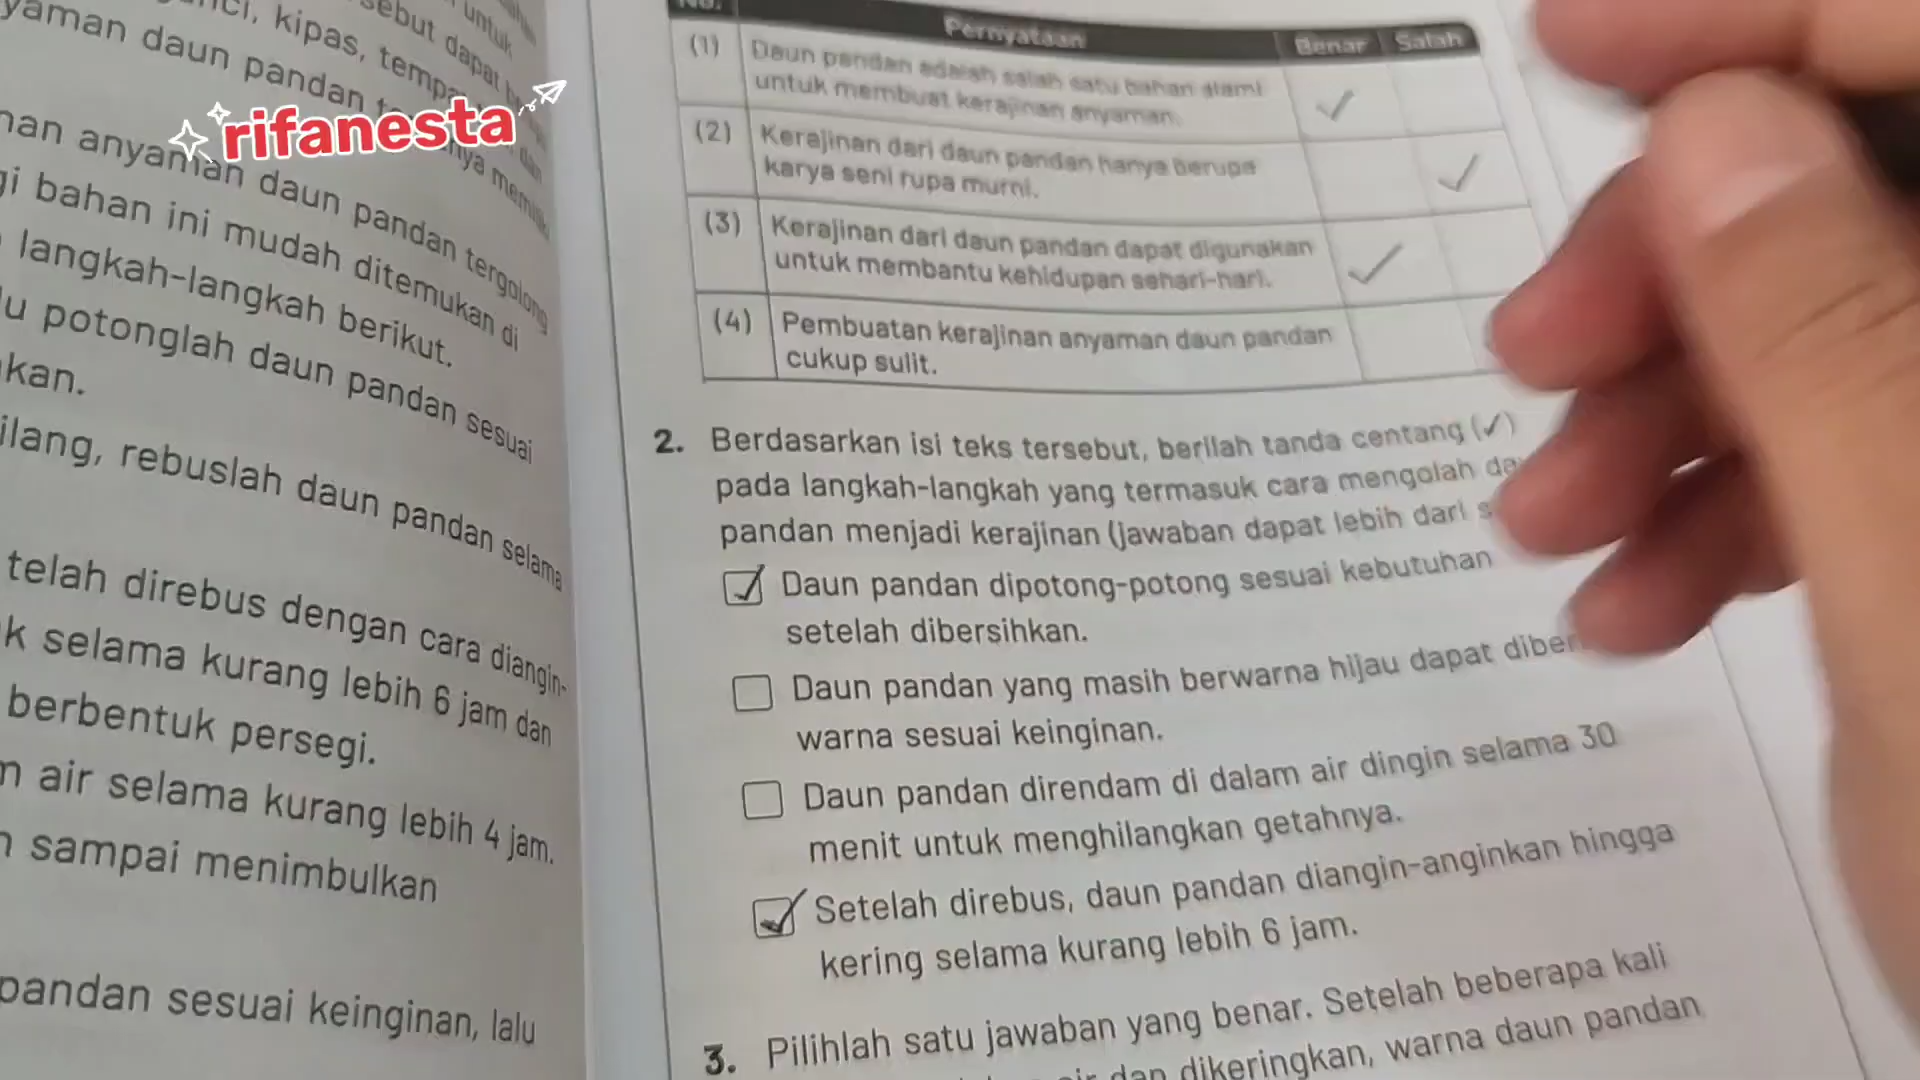 untuk
sebut dapat
kipas,
yaman daun pandan
nya memiliki
anyaman daun pandan tergolong
bahan ini mudah ditemukan di
langkah-langkah berikut.
potonglah daun pandan sesuai
kan.
ilang, rebuslah daun pandan selama
telah direbus dengan cara diangin-
k selama kurang lebih 6 jam dan
berbentuk persegi.
air selama kurang lebih 4 jam.
sampai menimbulkan
pandan sesuai keinginan, lalu
rifanesta
No. Pernyataan Benar Salah
(1) Daun pandan adalah salah satu bahan alami
untuk membuat kerajinan anyaman. ✓
(2) Kerajinan dari daun pandan hanya berupa
karya seni rupa murni. ✓
(3) Kerajinan dari daun pandan dapat digunakan
untuk membantu kehidupan sehari-hari. ✓
(4) Pembuatan kerajinan anyaman daun pandan
cukup sulit.
2. Berdasarkan isi teks tersebut, berilah tanda centang (✓)
pada langkah-langkah yang termasuk cara mengolah
pandan menjadi kerajinan (jawaban dapat lebih dari
✓ Daun pandan dipotong-potong sesuai kebutuhan
setelah dibersihkan.
Daun pandan yang masih berwarna hijau dapat
warna sesuai keinginan.
Daun pandan direndam di dalam air dingin selama 30
menit untuk menghilangkan getahnya.
✓ Setelah direbus, daun pandan diangin-anginkan hingga
kering selama kurang lebih 6 jam.
3. Pilihlah satu jawaban yang benar. Setelah beberapa kali
dan dikeringkan, warna daun pandan